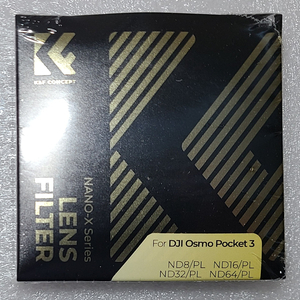 K&F CONCEPT
NANO-X Series
LENS
FILTER
For DJI Osmo Pocket 3
ND8/PL ND16/PL
ND32/PL ND64/PL